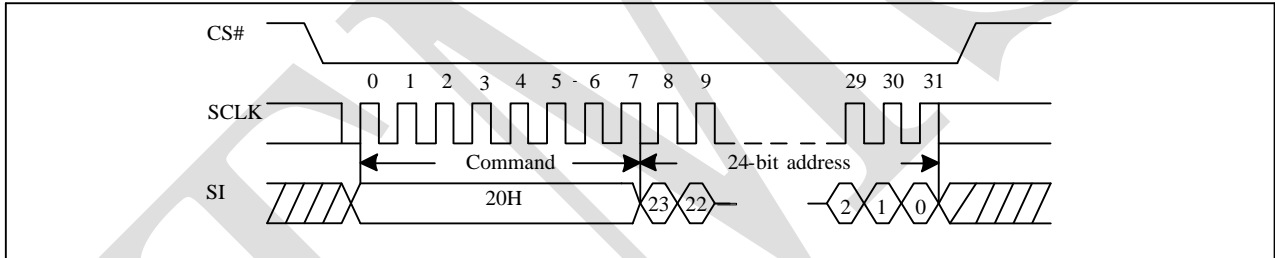 CS#
0 1 2 3 4 5 - 6 7 8 9 29 30 31
SCLK
Command 24-bit address
SI 20H 23 22 2 1 0